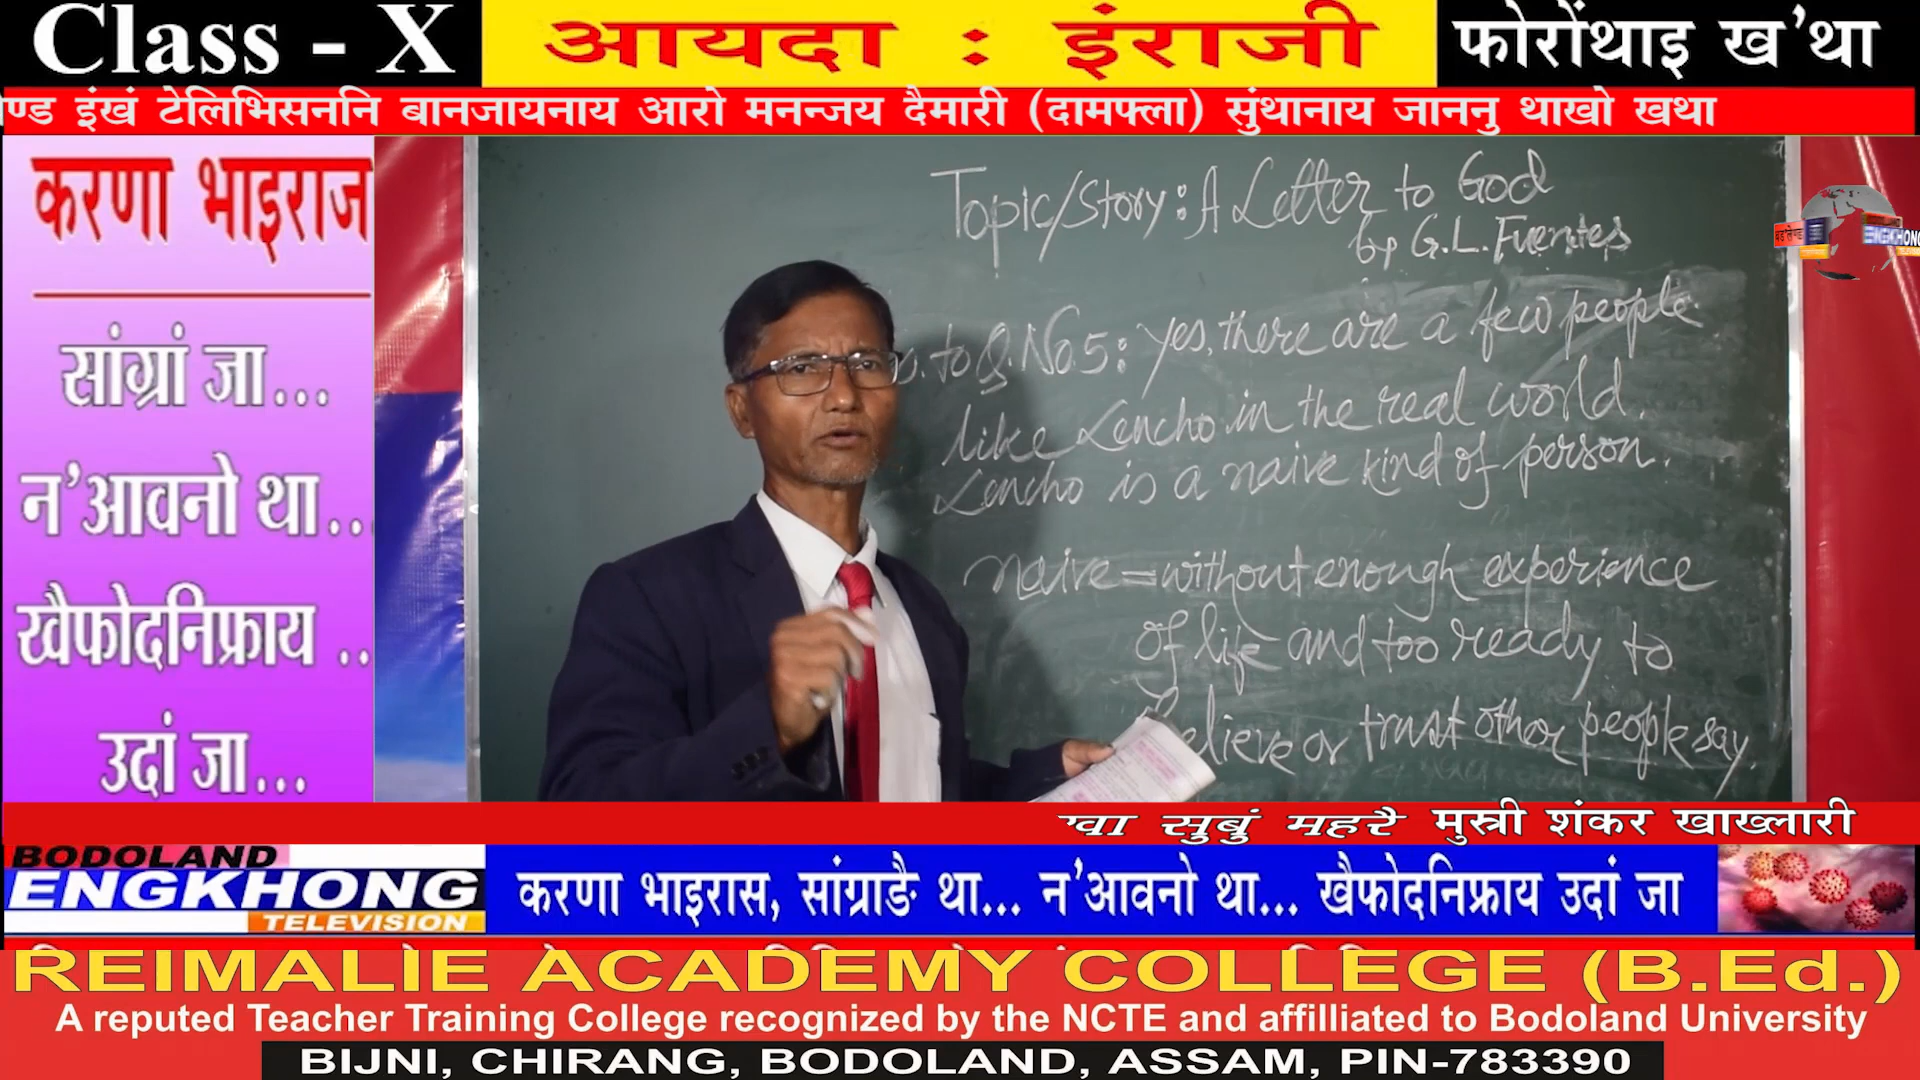 Class - X
आयदा : इंराजी
फोरोंथाइ ख'था
ण्ड इंखं टेलिभिसननि बानजायनाय आरो मनन्जय दैमारी (दामफ्ला) सुंथानाय जाननु थाखो खथा
करणा भाइराज
सांग्रां जा...
न'आवनो था...
खैफोदनिफ्राय ..
उदां जा...
Topic/Story: A Letter to God
by G.L. Fuentes
s. to Q. No. 5: Yes, there are a few people
like Lencho in the real world.
Lencho is a naive kind of person.
naive = without enough experience
of life and too ready to
believe or trust other people say.
ENGKHONG
TELEVISION
सुबुं महरै मुस्री शंकर खाख्लारी
BODOLAND
ENGKHONG
TELEVISION
करणा भाइरास, सांग्राङै था... न'आवनो था... खैफोदनिफ्राय उदां जा
REIMALIE ACADEMY COLLEGE (B.Ed.)
A reputed Teacher Training College recognized by the NCTE and affilliated to Bodoland University
BIJNI, CHIRANG, BODOLAND, ASSAM, PIN-783390